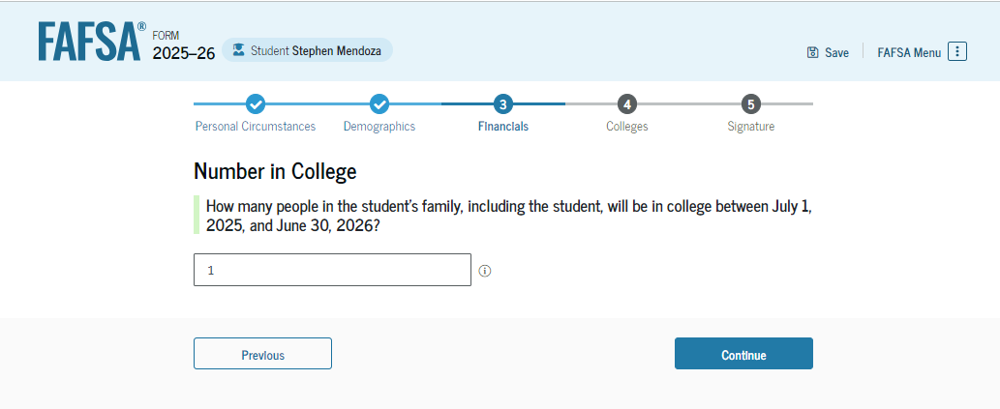 FAFSA® FORM
2025–26 Student Stephen Mendoza Save FAFSA Menu
3 4 5
Personal Circumstances Demographics Financials Colleges Signature
Number in College
How many people in the student's family, including the student, will be in college between July 1,
2025, and June 30, 2026?
1
Previous Continue